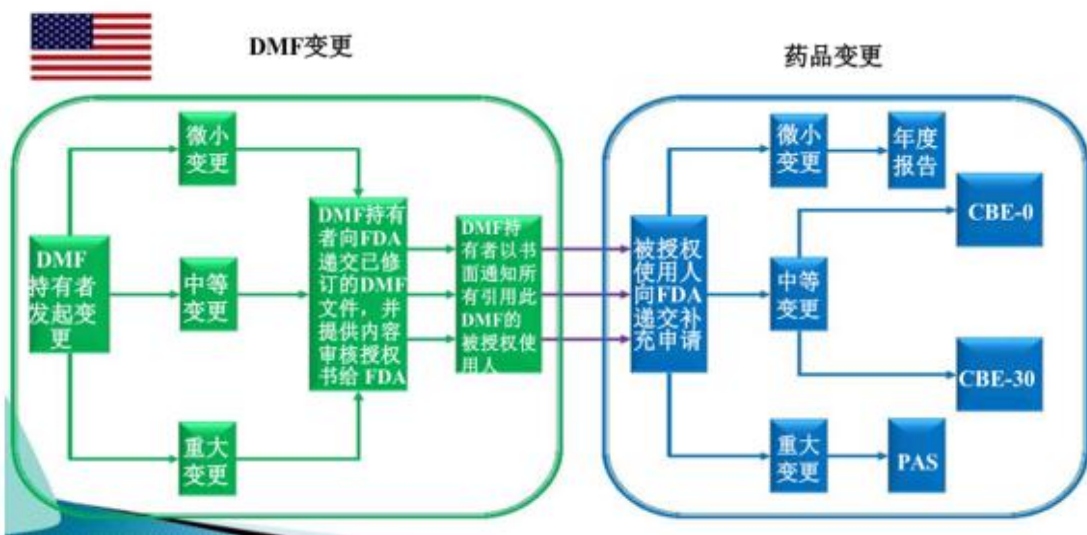 DMF变更
药品变更
微小
变更
DMF
持有者
发起变
更
中等
变更
重大
变更
DMF持有
者向FDA
递交已修
订的DMF
文件，并
提供内容
审核授权
书给 FDA
DMF持
有者以书
面通知所
有引用此
DMF的
被授权使
用人
被授权
使用人
向FDA
递交补
充申请
微小
变更
年度
报告
中等
变更
CBE-0
CBE-30
重大
变更
PAS